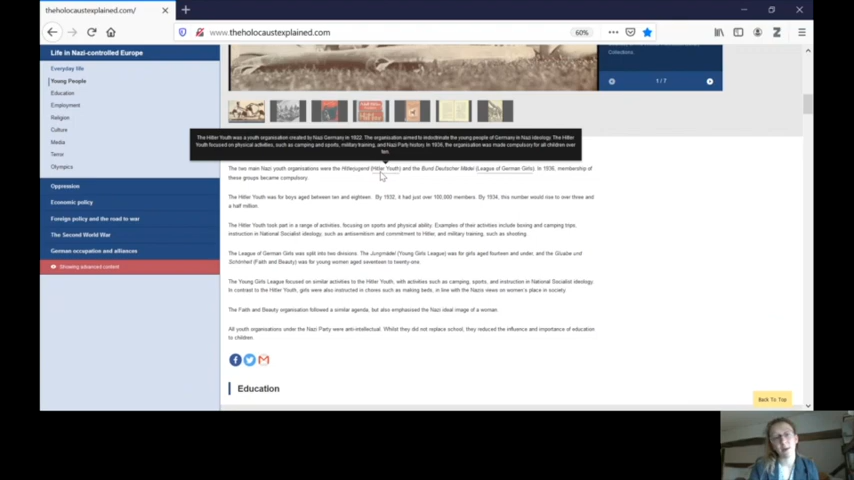 theholocaustexplained.com/
www.theholocaustexplained.com
60%
Life in Nazi-controlled Europe
Everyday life
Young People
Education
Employment
Religion
Culture
Media
Terror
Olympics
Oppression
Economic policy
Foreign policy and the road to war
The Second World War
German occupation and alliances
Showing advanced content
Collections.
1 / 7
The Hitler Youth was a youth organisation created by Nazi Germany in 1922. The organisation aimed to indoctrinate the young people of Germany in Nazi ideology. The Hitler
Youth focused on physical activities, such as camping and sports, military training, and Nazi Party history. In 1936, the organisation was made compulsory for all children over
ten.
The two main Nazi youth organisations were the Hitlerjugend (Hitler Youth) and the Bund Deutscher Mädel (League of German Girls). In 1936, membership of
these groups became compulsory.
The Hitler Youth was for boys aged between ten and eighteen. By 1932, it had just over 100,000 members. By 1934, this number would rise to over three and
a half million.
The Hitler Youth took part in a range of activities, focusing on sports and physical ability. Examples of their activities include boxing and camping trips,
instruction in National Socialist ideology, such as antisemitism and commitment to Hitler, and military training, such as shooting.
The League of German Girls was split into two divisions. The Jungmädel (Young Girls League) was for girls aged fourteen and under, and the Glaube und
Schönheit (Faith and Beauty) was for young women aged seventeen to twenty-one.
The Young Girls League focused on similar activities to the Hitler Youth, with activities such as camping, sports, and instruction in National Socialist ideology.
In contrast to the Hitler Youth, girls were also instructed in chores such as making beds, in line with the Nazis views on women's place in society.
The Faith and Beauty organisation followed a similar agenda, but also emphasised the Nazi ideal image of a woman.
All youth organisations under the Nazi Party were anti-intellectual. Whilst they did not replace school, they reduced the influence and importance of education
to children.
Education
Back To Top